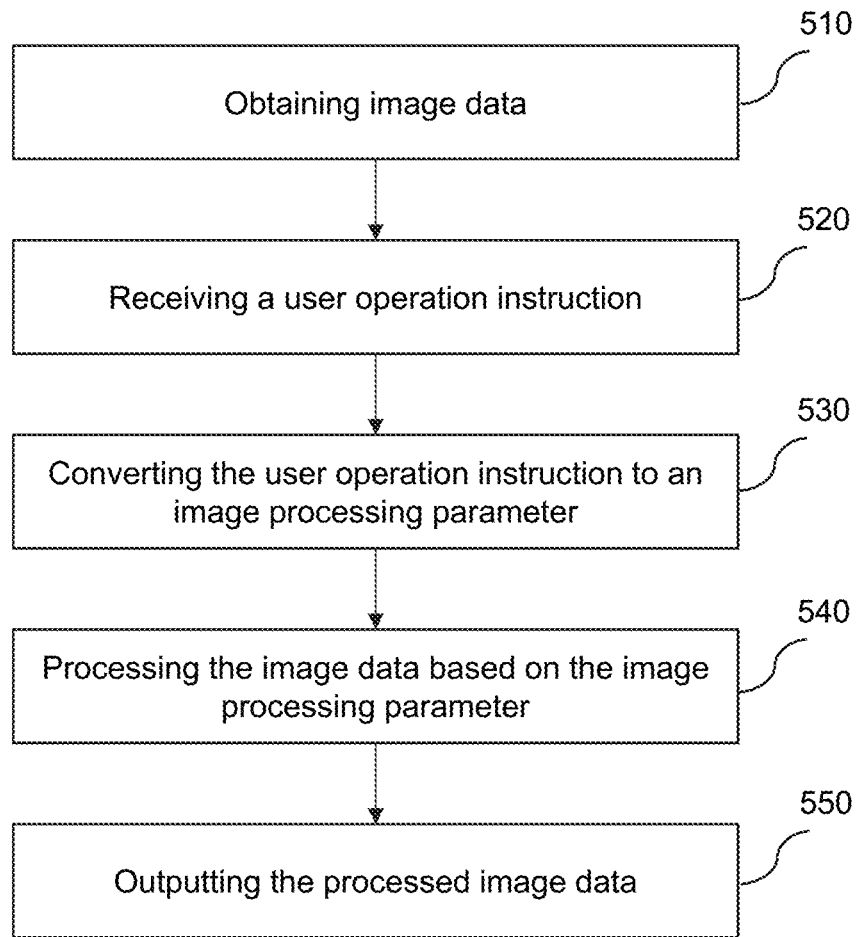 510
Obtaining image data
520
Receiving a user operation instruction
530
Converting the user operation instruction to an
image processing parameter
540
Processing the image data based on the image
processing parameter
550
Outputting the processed image data